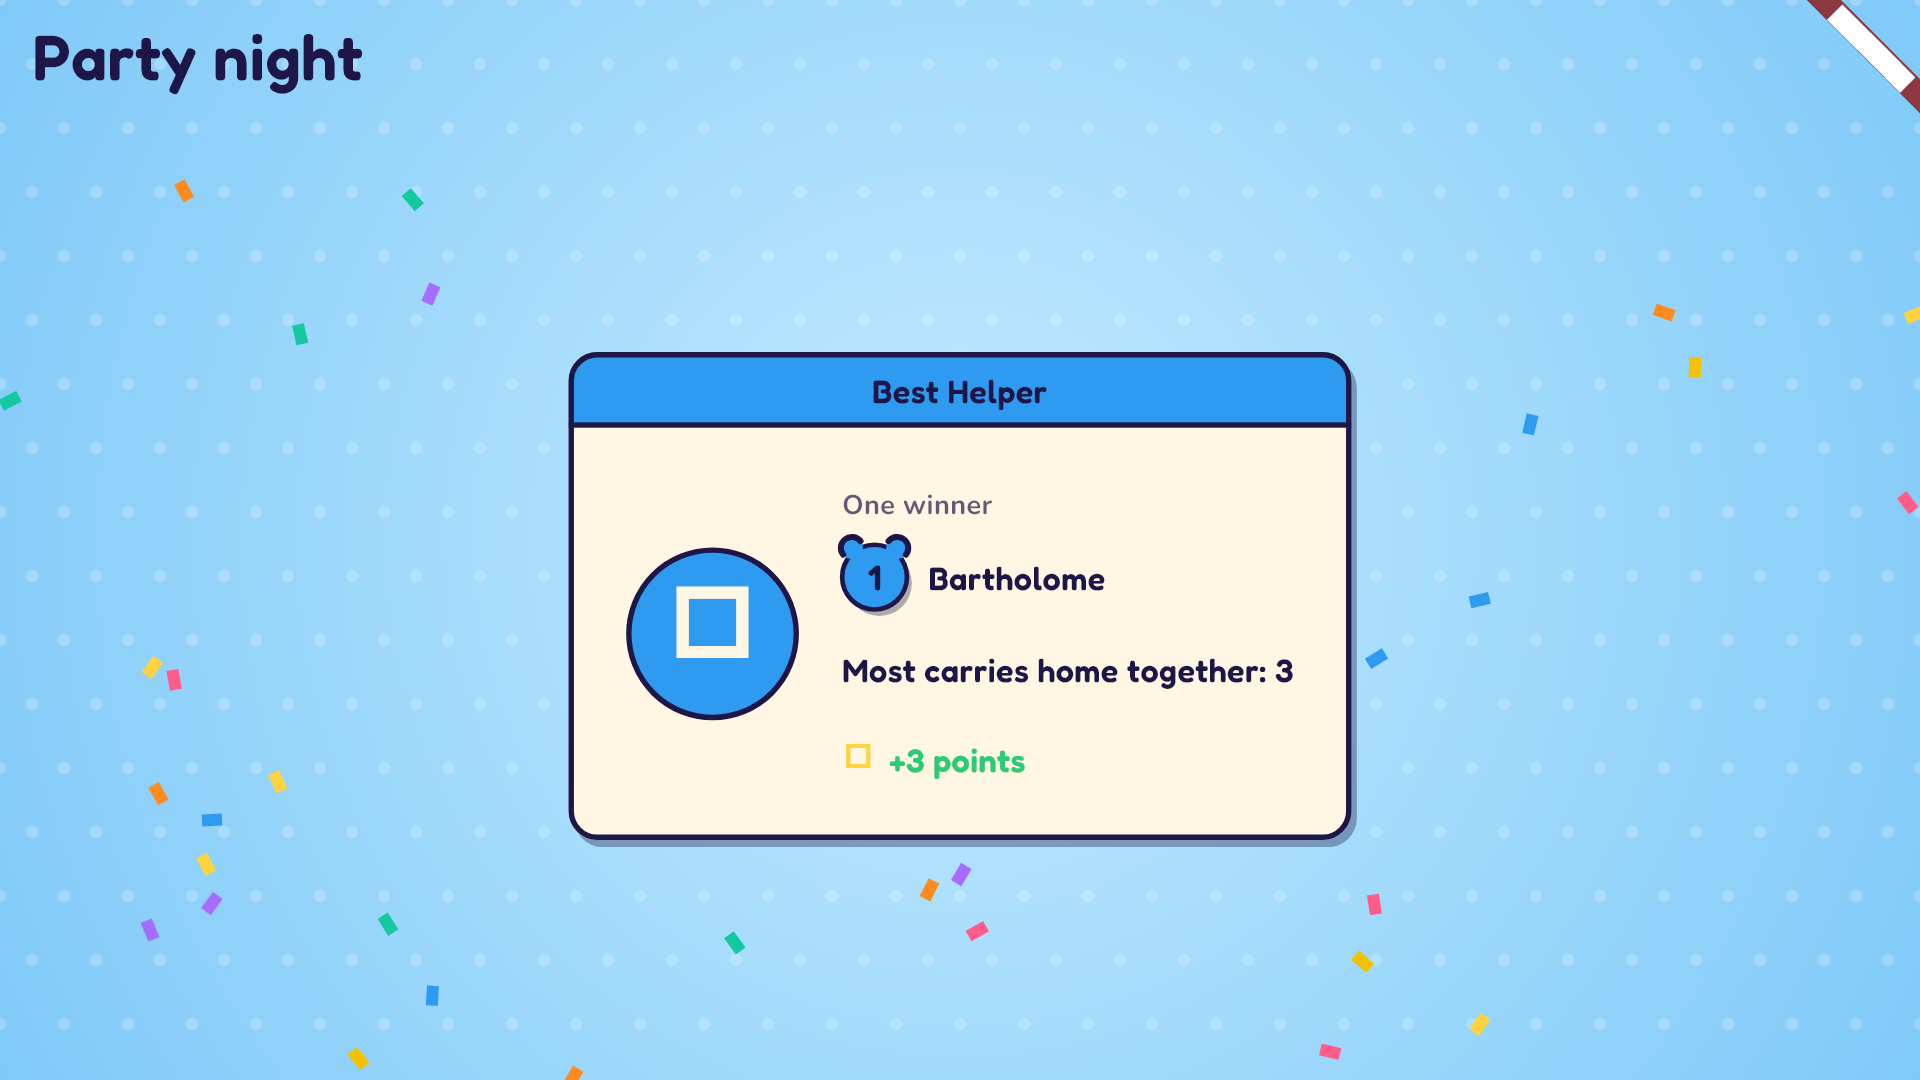 Party night
Best Helper
One winner
1 Bartholome
Most carries home together: 3
+3 points